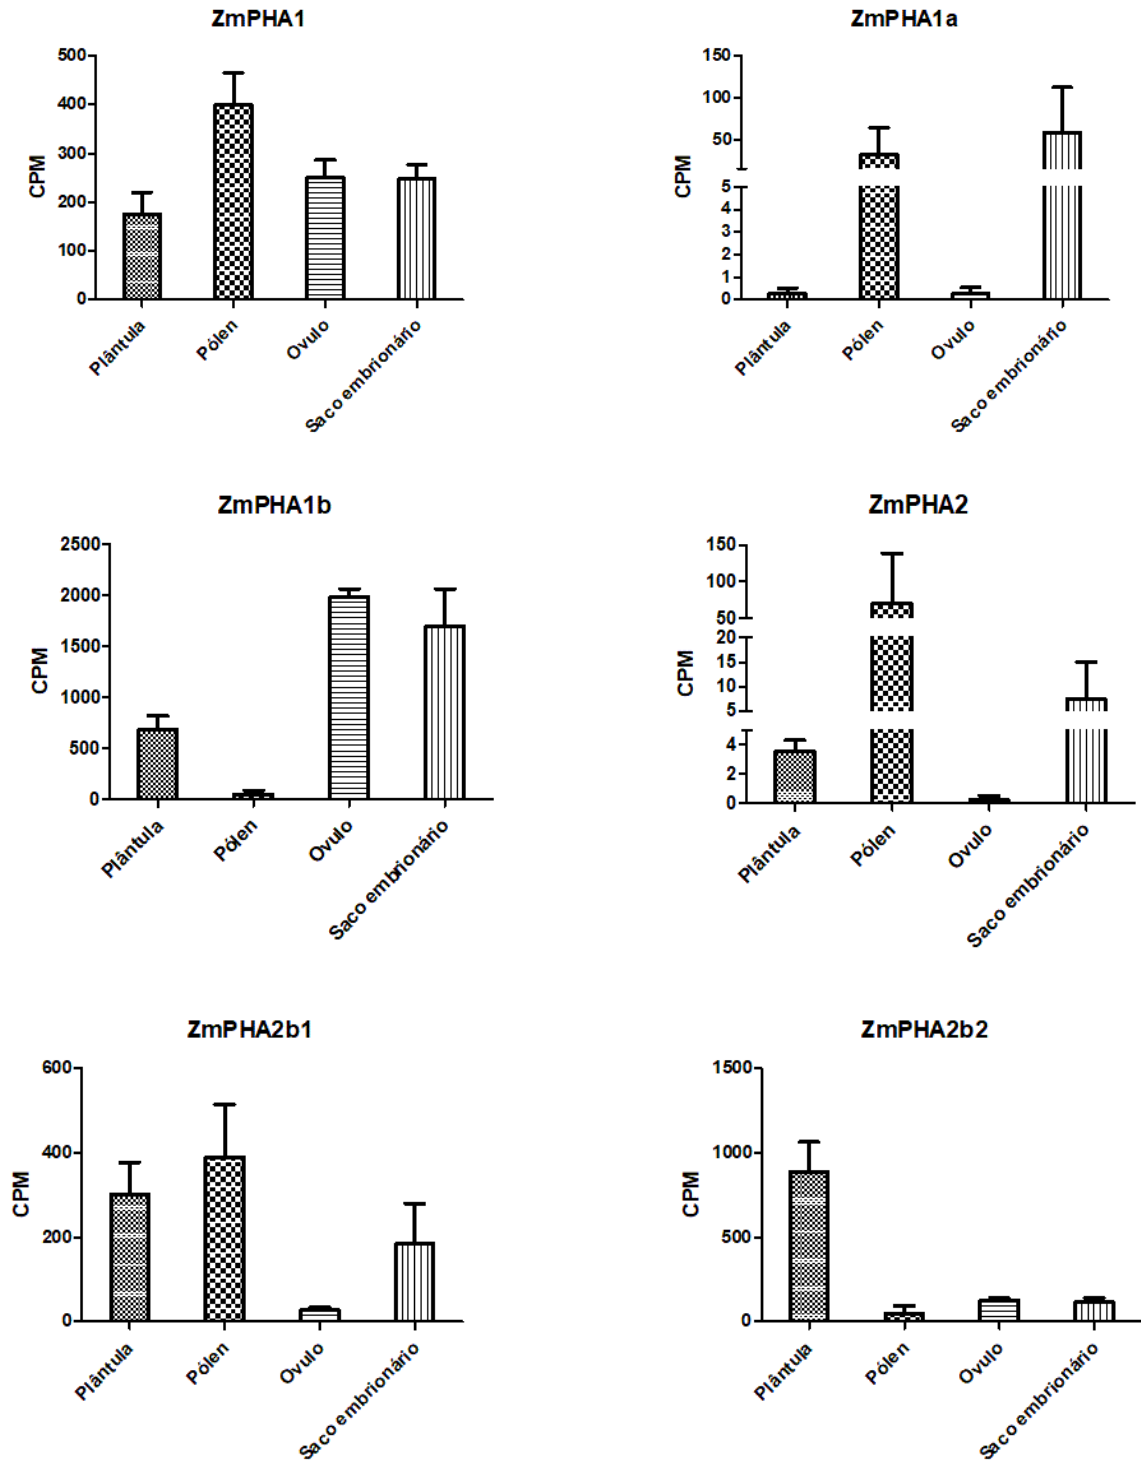 ZmPHA1
500
400
300
200
100
0
CPM
Plântula
Pólen
Ovulo
Saco embrionário
ZmPHA1a
150
100
50
5
4
3
2
1
0
CPM
Plântula
Pólen
Ovulo
Saco embrionário
ZmPHA1b
2500
2000
1500
1000
500
0
CPM
Plântula
Pólen
Ovulo
Saco embrionário
ZmPHA2
150
100
50
20
15
10
5
4
2
0
CPM
Plântula
Pólen
Ovulo
Saco embrionário
ZmPHA2b1
600
400
200
0
CPM
Plântula
Pólen
Ovulo
Saco embrionário
ZmPHA2b2
1500
1000
500
0
CPM
Plântula
Pólen
Ovulo
Saco embrionário